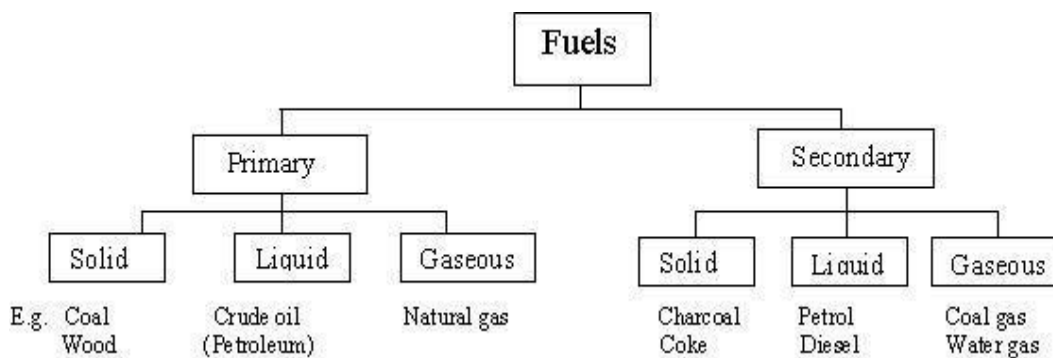 Fuels
Primary
Secondary
Solid
Liquid
Gaseous
Solid
Liquid
Gaseous
E.g. Coal
Wood
Crude oil
(Petroleum)
Natural gas
Charcoal
Coke
Petrol
Diesel
Coal gas
Water gas